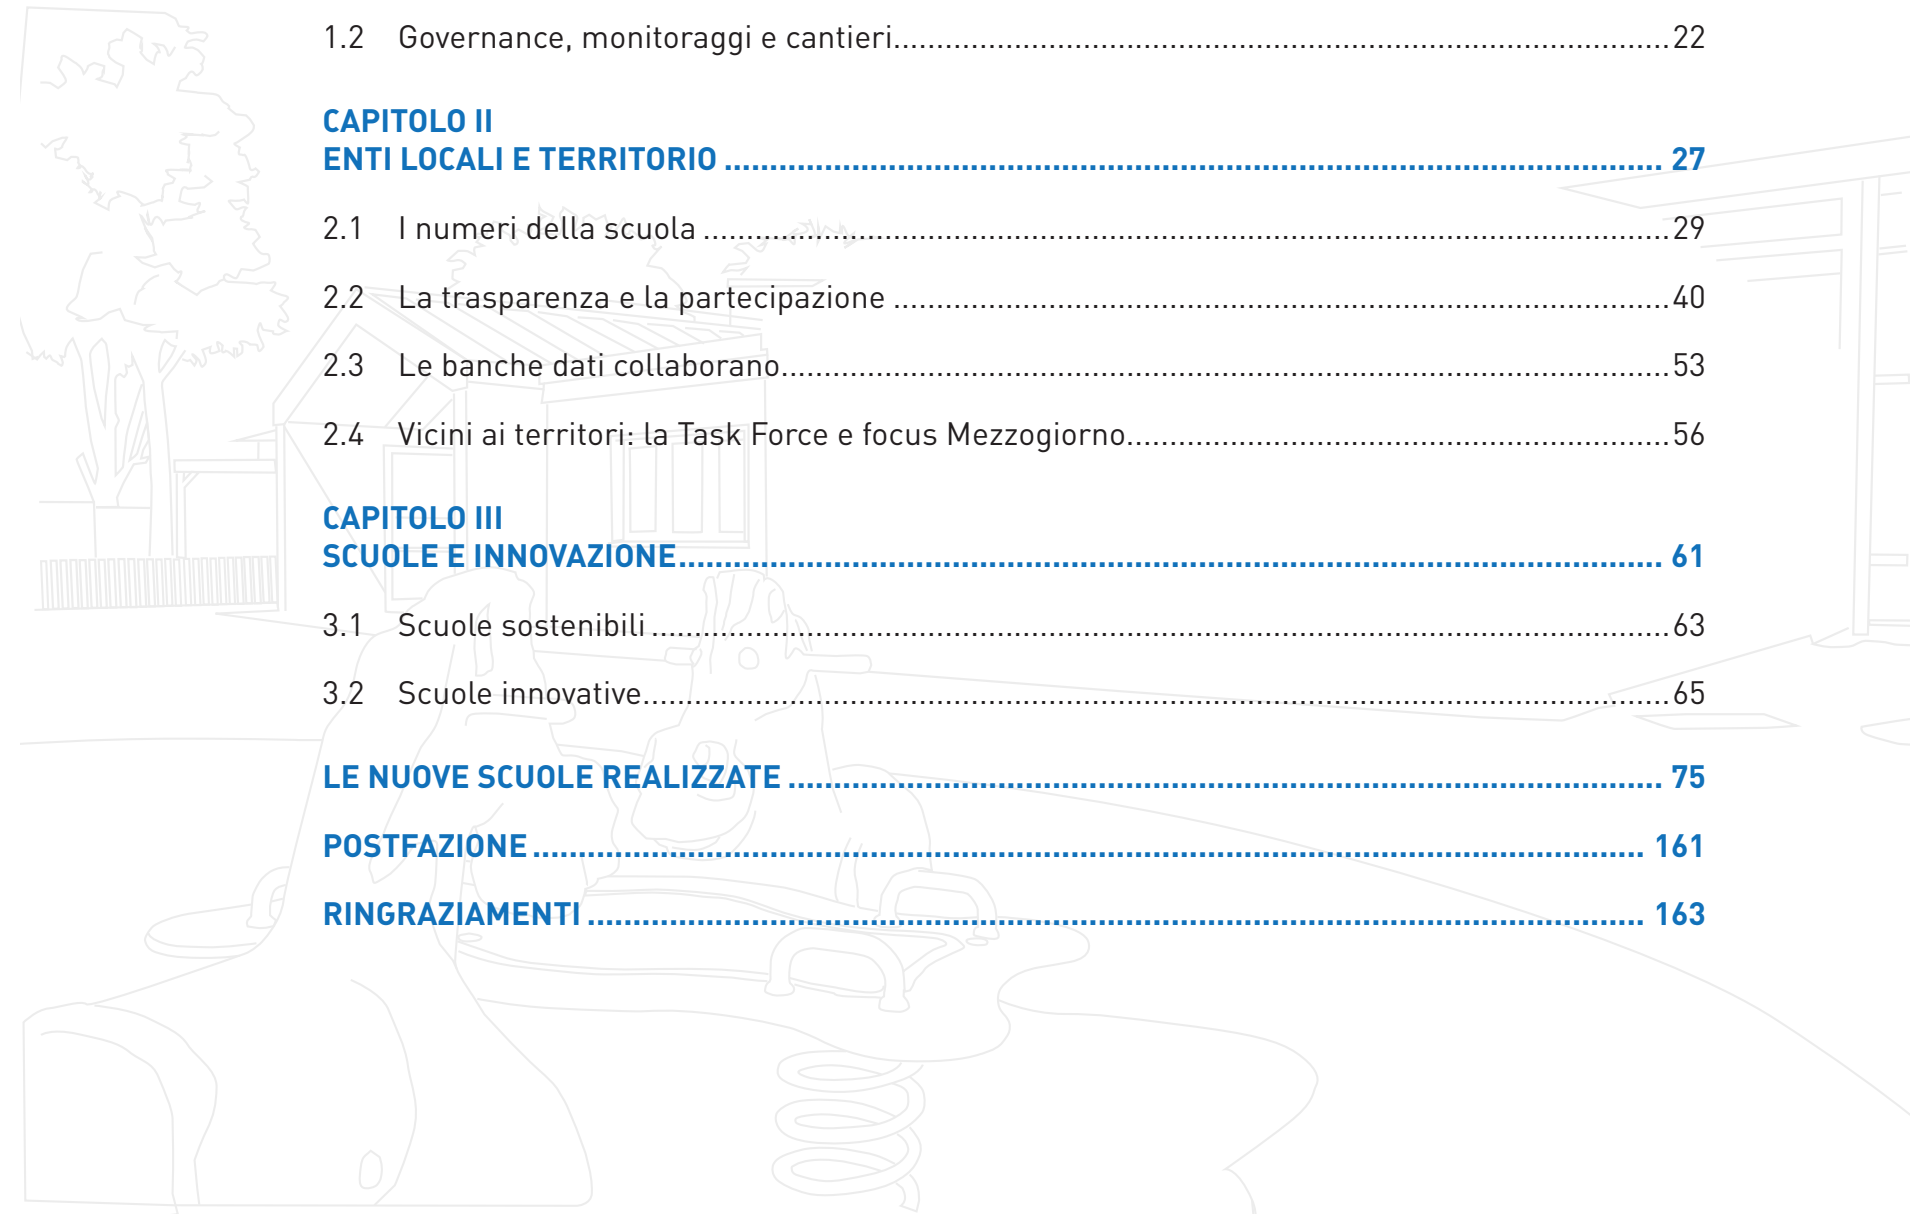 1.2 Governance, monitoraggi e cantieri 22
CAPITOLO II
ENTI LOCALI E TERRITORIO 27
2.1 I numeri della scuola 29
2.2 La trasparenza e la partecipazione 40
2.3 Le banche dati collaborano 53
2.4 Vicini ai territori: la Task Force e focus Mezzogiorno 56
CAPITOLO III
SCUOLE E INNOVAZIONE 61
3.1 Scuole sostenibili 63
3.2 Scuole innovative 65
LE NUOVE SCUOLE REALIZZATE 75
POSTFAZIONE 161
RINGRAZIAMENTI 163